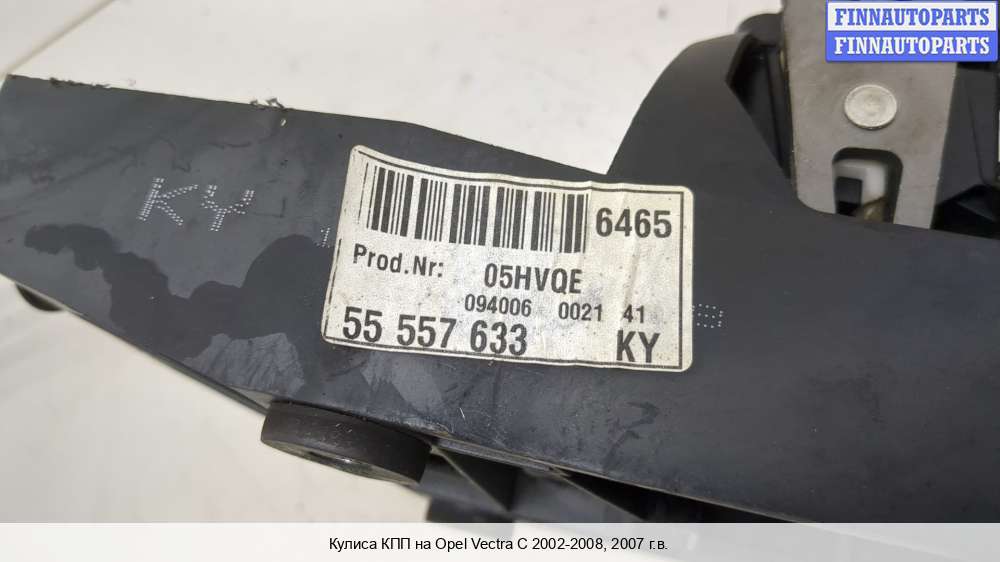 FINNAUTOPARTS
FINNAUTOPARTS
KY
6465
Prod.Nr: 05HVQE
094006 0021 41
55 557 633 KY
Кулиса КПП на Opel Vectra C 2002-2008, 2007 г.в.